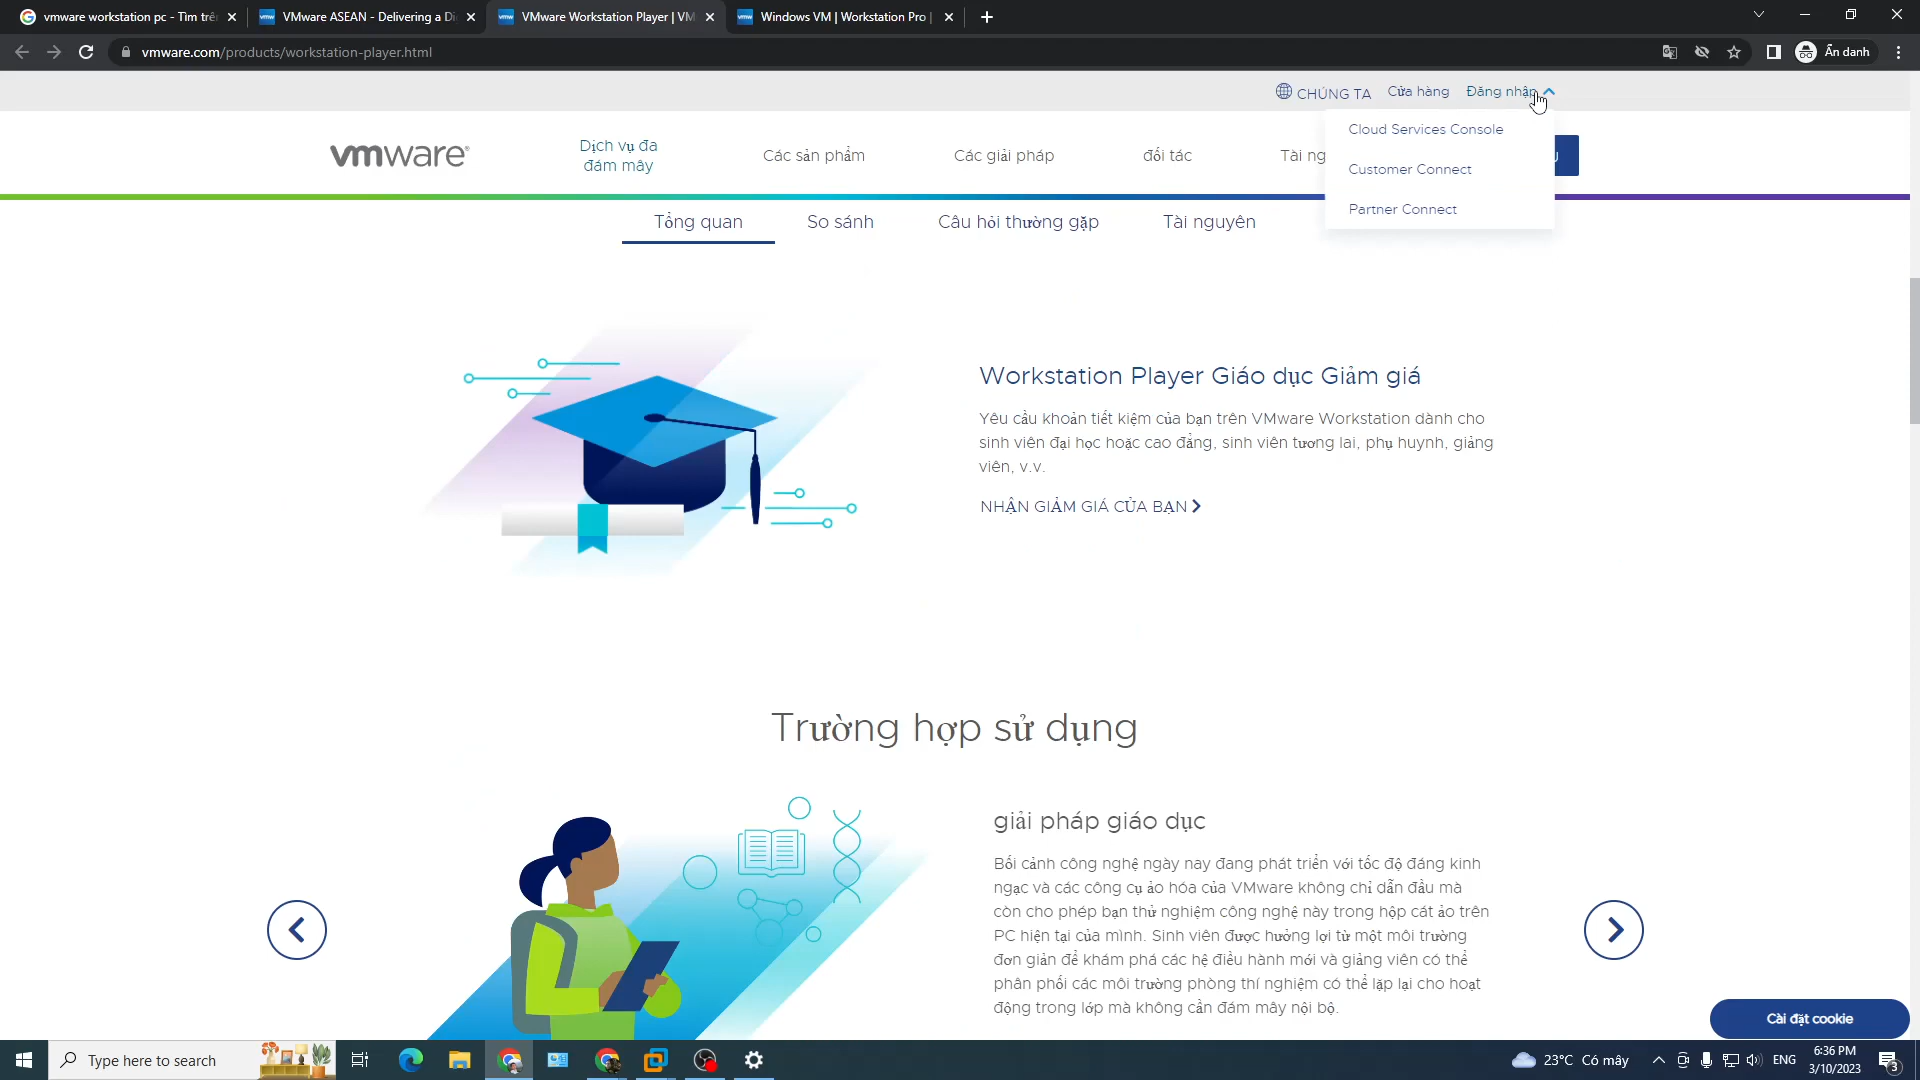 vmware workstation pc - Tìm trê
VMware ASEAN - Delivering a Di
VMware Workstation Player | VM
Windows VM | Workstation Pro |
vmware.com/products/workstation-player.html
Ẩn danh
CHÚNG TA
Cửa hàng
Đăng nhập
Cloud Services Console
Customer Connect
Partner Connect
vmware
Dịch vụ đa
đám mây
Các sản phẩm
Các giải pháp
đối tác
Tài ng
Tổng quan
So sánh
Câu hỏi thường gặp
Tài nguyên
Workstation Player Giáo dục Giảm giá
Yêu cầu khoản tiết kiệm của bạn trên VMware Workstation dành cho
sinh viên đại học hoặc cao đẳng, sinh viên tương lai, phụ huynh, giảng
viên, v.v.
NHẬN GIẢM GIÁ CỦA BẠN
Trường hợp sử dụng
giải pháp giáo dục
Bối cảnh công nghệ ngày nay đang phát triển với tốc độ đáng kinh
ngạc và các công cụ ảo hóa của VMware không chỉ dẫn đầu mà
còn cho phép bạn thử nghiệm công nghệ này trong hộp cát ảo trên
PC hiện tại của mình. Sinh viên được hưởng lợi từ một môi trường
đơn giản để khám phá các hệ điều hành mới và giảng viên có thể
phân phối các môi trường phòng thí nghiệm có thể lặp lại cho hoạt
động trong lớp mà không cần đám mây nội bộ.
Cài đặt cookie
Type here to search
23°C Có mây
ENG
6:36 PM
3/10/2023
3